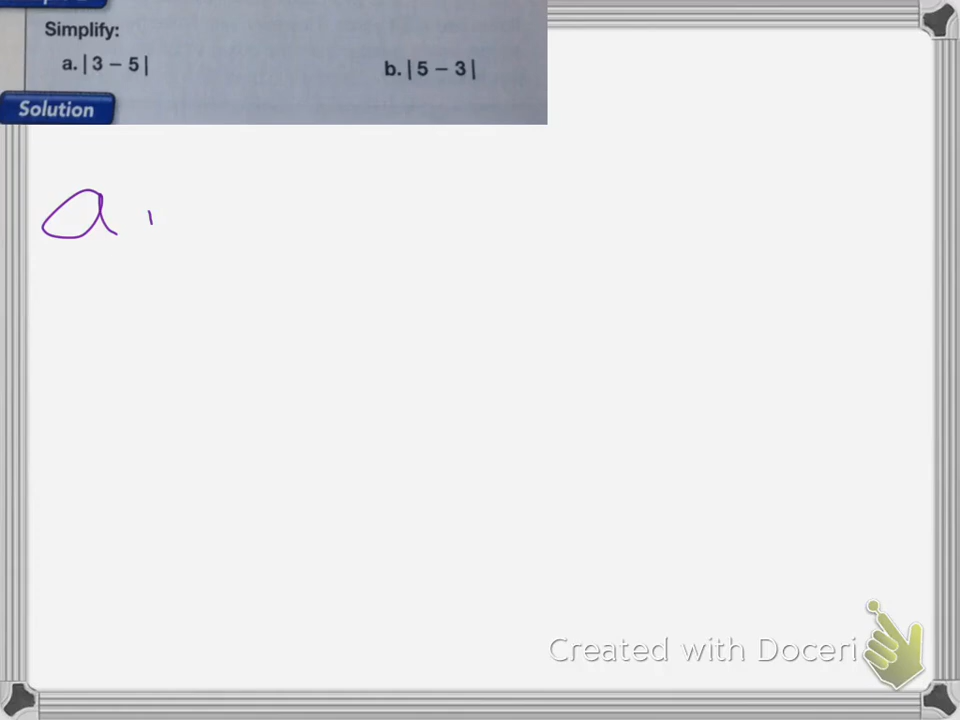 Simplify:
a. | 3 – 5 | b. | 5 – 3 |
Solution
a
Created with Doceri